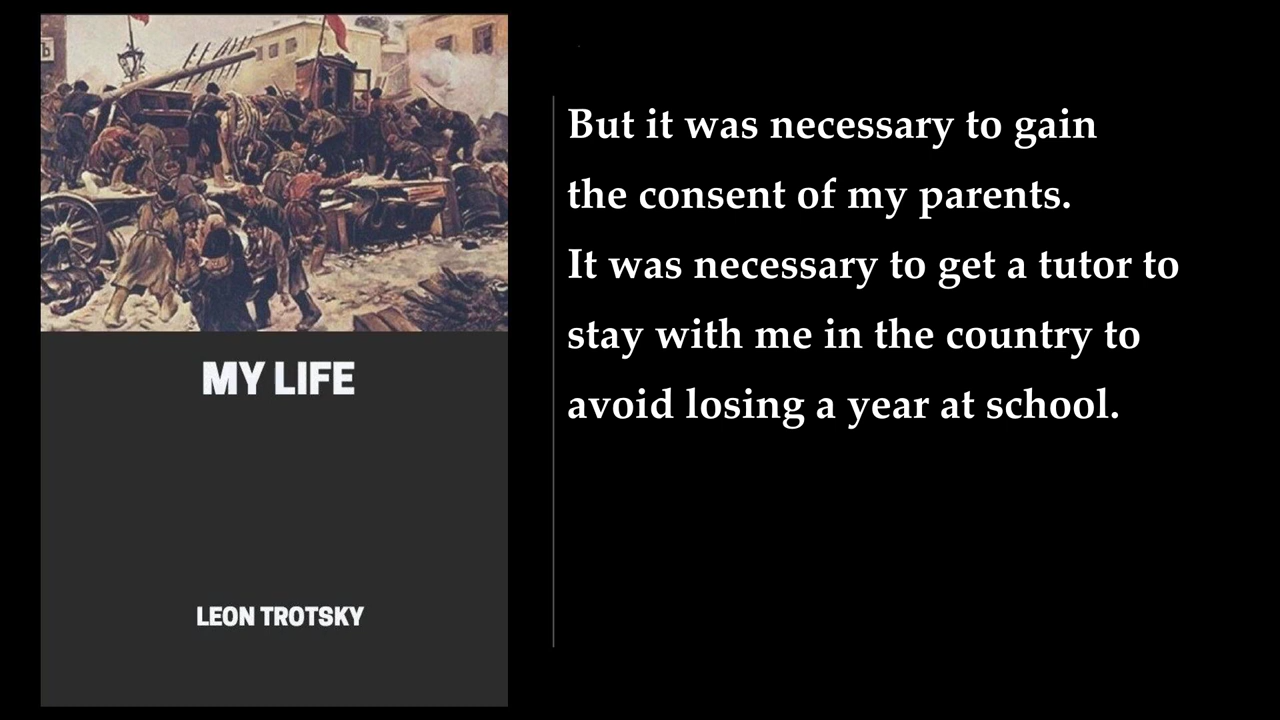 MY LIFE
LEON TROTSKY
But it was necessary to gain
the consent of my parents.
It was necessary to get a tutor to
stay with me in the country to
avoid losing a year at school.